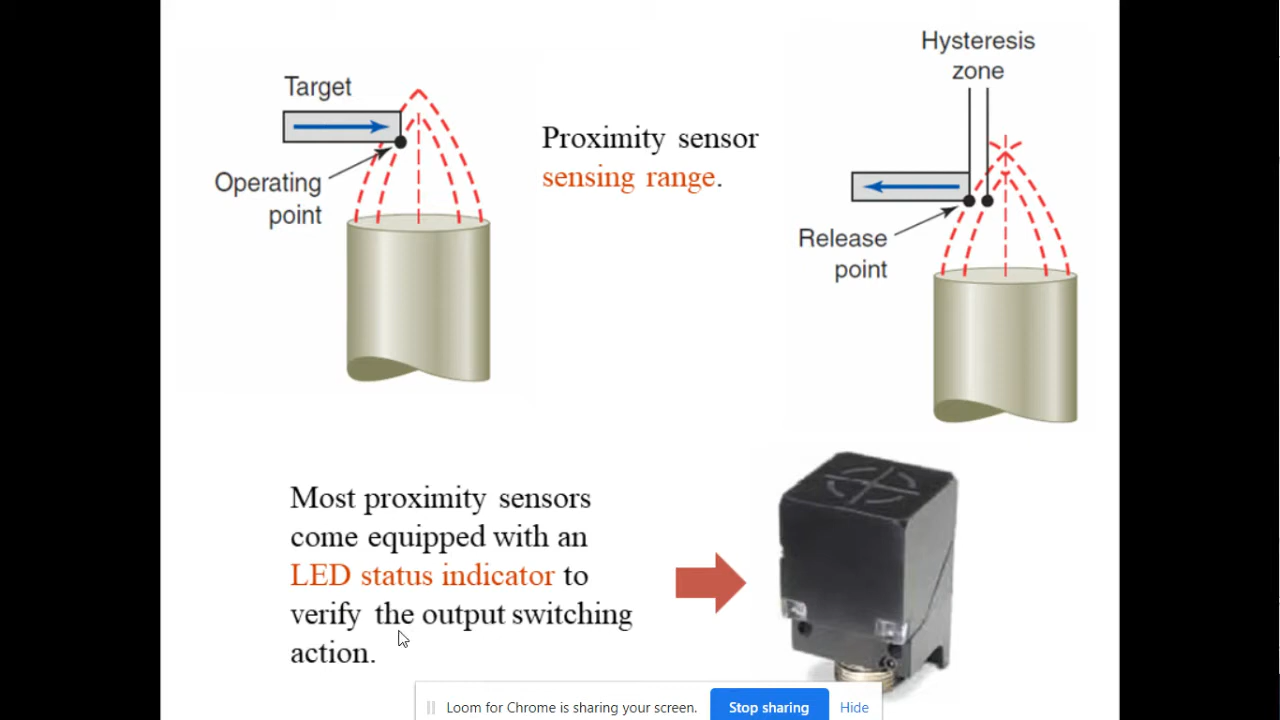 Target
Operating
point
Proximity sensor
sensing range.
Hysteresis
zone
Release
point
Most proximity sensors
come equipped with an
LED status indicator to
verify the output switching
action.
Loom for Chrome is sharing your screen.
Stop sharing
Hide